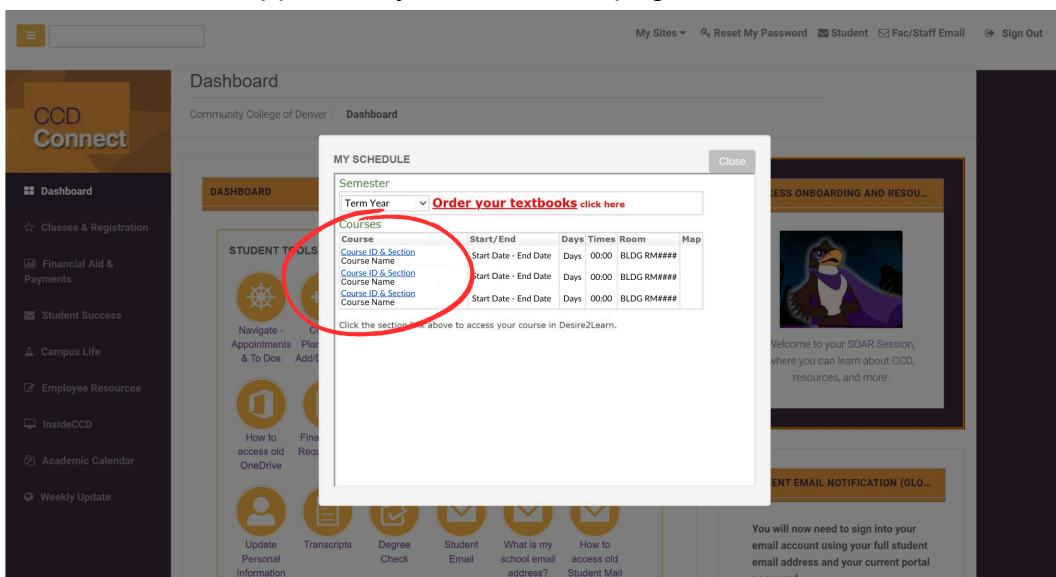 My Sites
Reset My Password
Student
Fac/Staff Email
Sign Out
CCD
Connect
Dashboard
Classes & Registration
Financial Aid &
Payments
Student Success
Campus Life
Employee Resources
InsideCCD
Academic Calendar
Weekly Update
Dashboard
Community College of Denver / Dashboard
DASHBOARD
STUDENT TOOLS
Navigate -
Appointments
& To Dos
How to
access old
OneDrive
Update
Personal
Information
Transcripts
Degree
Check
Student
Email
What is my
school email
address?
How to
access old
Student Mail
MY SCHEDULE
Close
Semester
Term Year
Order your textbooks click here
Courses
Course Start/End Days Times Room Map
Course ID & Section
Course Name Start Date - End Date Days 00:00 BLDG RM####
Course ID & Section
Course Name Start Date - End Date Days 00:00 BLDG RM####
Course ID & Section
Course Name Start Date - End Date Days 00:00 BLDG RM####
Click the section link above to access your course in Desire2Learn.
ONBOARDING AND RESOU...
Welcome to your SOAR Session,
where you can learn about CCD,
resources, and more.
EMAIL NOTIFICATION (GLO...
You will now need to sign into your
email account using your full student
email address and your current portal